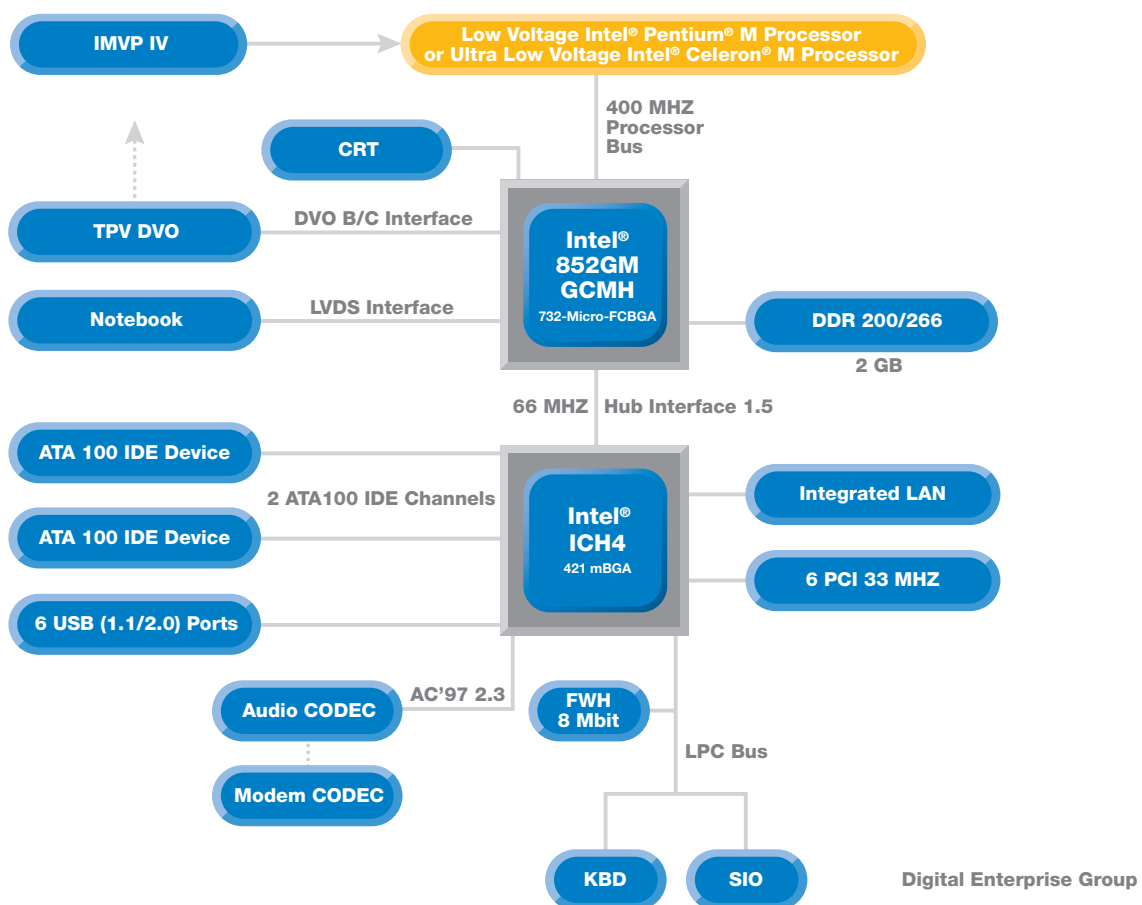 IMVP IV
Low Voltage Intel® Pentium® M Processor
or Ultra Low Voltage Intel® Celeron® M Processor
400 MHZ
Processor
Bus
CRT
TPV DVO
DVO B/C Interface
Intel®
852GM
GCMH
732-Micro-FCBGA
Notebook
LVDS Interface
DDR 200/266
2 GB
66 MHZ
Hub Interface 1.5
ATA 100 IDE Device
2 ATA100 IDE Channels
ATA 100 IDE Device
Intel®
ICH4
421 mBGA
Integrated LAN
6 PCI 33 MHZ
6 USB (1.1/2.0) Ports
AC’97 2.3
Audio CODEC
Modem CODEC
FWH
8 Mbit
LPC Bus
KBD
SIO
Digital Enterprise Group